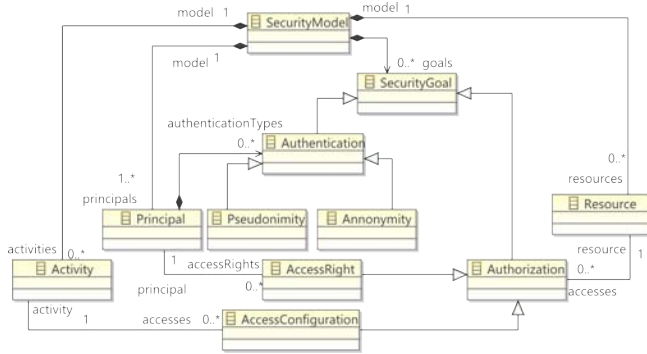 model 1
SecurityModel
model
1
model 1
0..* goals
SecurityGoal
authenticationTypes
0..*
Authentication
0..*
resources
1..*
principals
Principal
Pseudonimity
Annonymity
Resource
activities
0..*
1
accessRights
resource
1
Activity
AccessRight
Authorization
0..*
accesses
principal
0..*
activity
1
accesses
0..*
AccessConfiguration